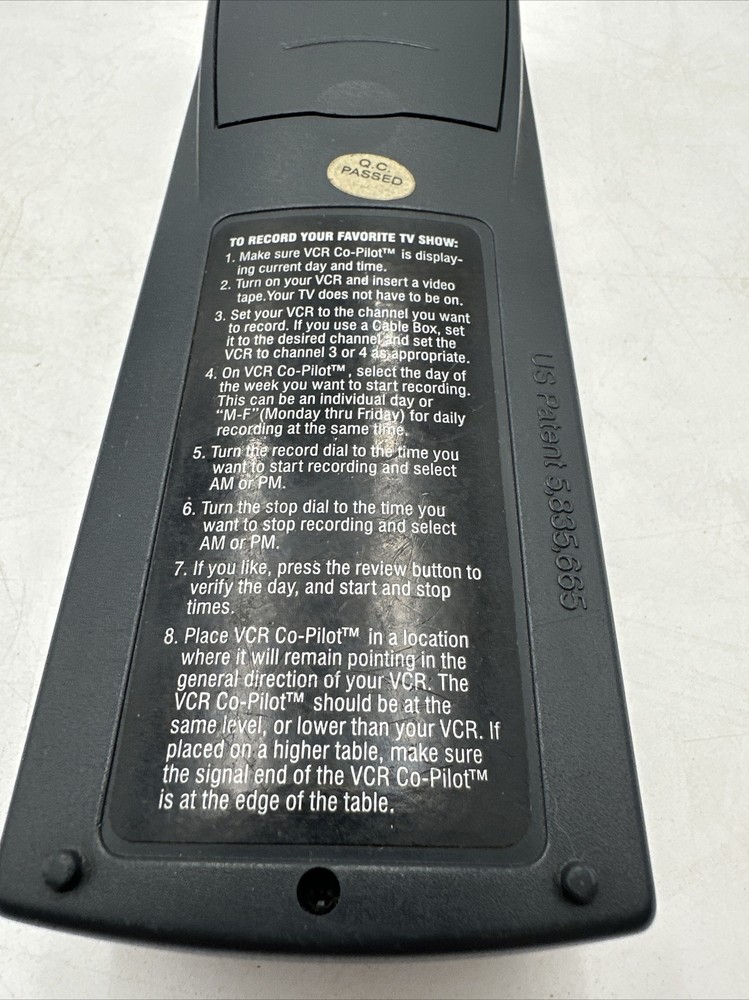 Q.C.
PASSED
TO RECORD YOUR FAVORITE TV SHOW:
1. Make sure VCR Co-Pilot™ is display-
ing current day and time.
2. Turn on your VCR and insert a video
tape.Your TV does not have to be on.
3. Set your VCR to the channel you want
to record. If you use a Cable Box, set
it to the desired channel and set the
VCR to channel 3 or 4 as appropriate.
4. On VCR Co-Pilot™, select the day of
the week you want to start recording.
This can be an individual day or
“M-F”(Monday thru Friday) for daily
recording at the same time.
5. Turn the record dial to the time you
want to start recording and select
AM or PM.
6. Turn the stop dial to the time you
want to stop recording and select
AM or PM.
7. If you like, press the review button to
verify the day, and start and stop
times.
8. Place VCR Co-Pilot™ in a location
where it will remain pointing in the
general direction of your VCR. The
VCR Co-Pilot™ should be at the
same level, or lower than your VCR. If
placed on a higher table, make sure
the signal end of the VCR Co-Pilot™
is at the edge of the table.
US Patent 5,835,665